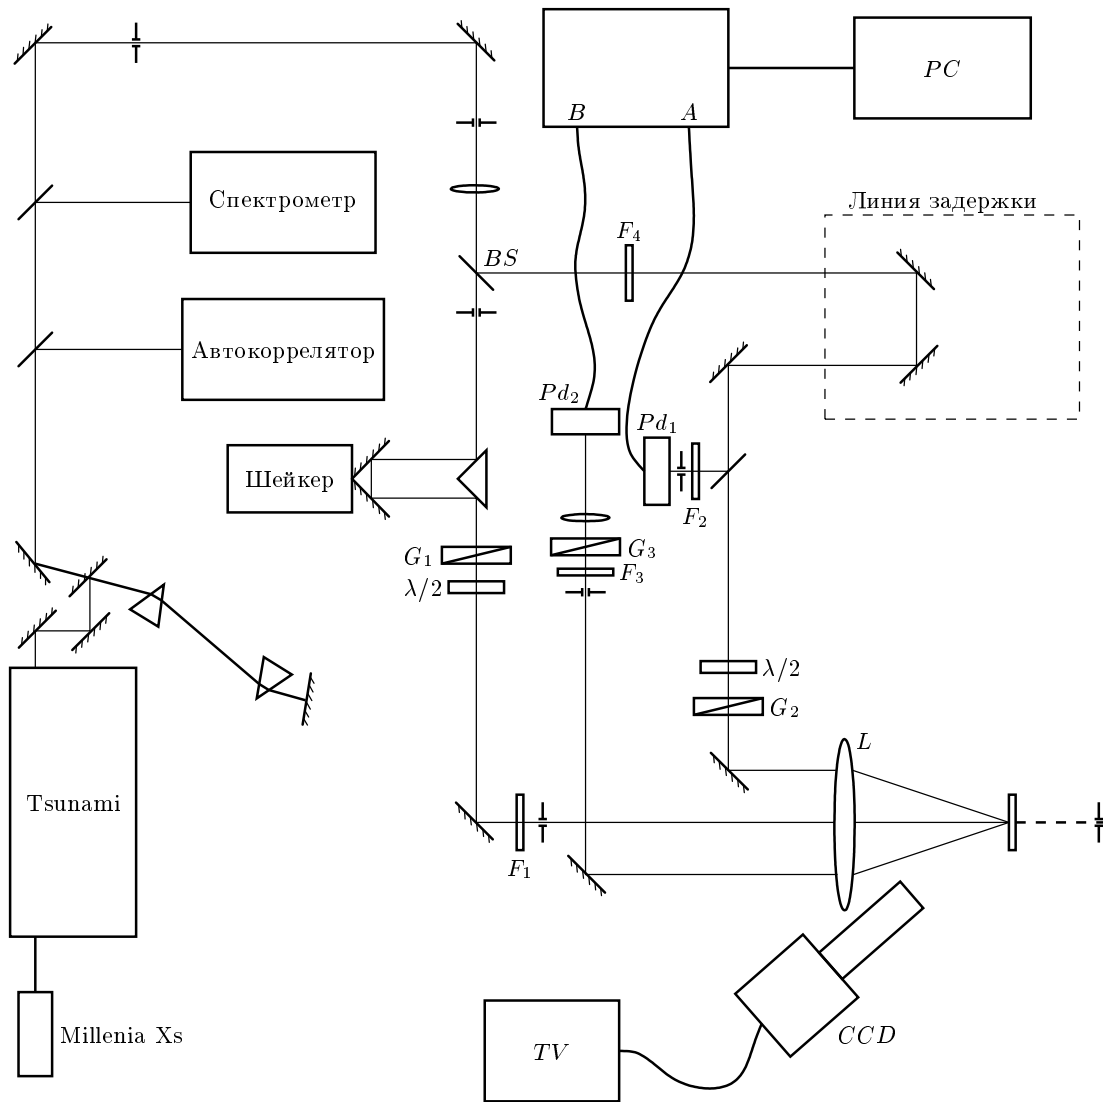 PC
B
A
Спектрометр
Линия задержки
F4
BS
Автокоррелятор
Pd2
Pd1
Шейкер
F2
G1
G3
λ/2
F3
λ/2
G2
L
Tsunami
F1
Millenia Xs
CCD
TV